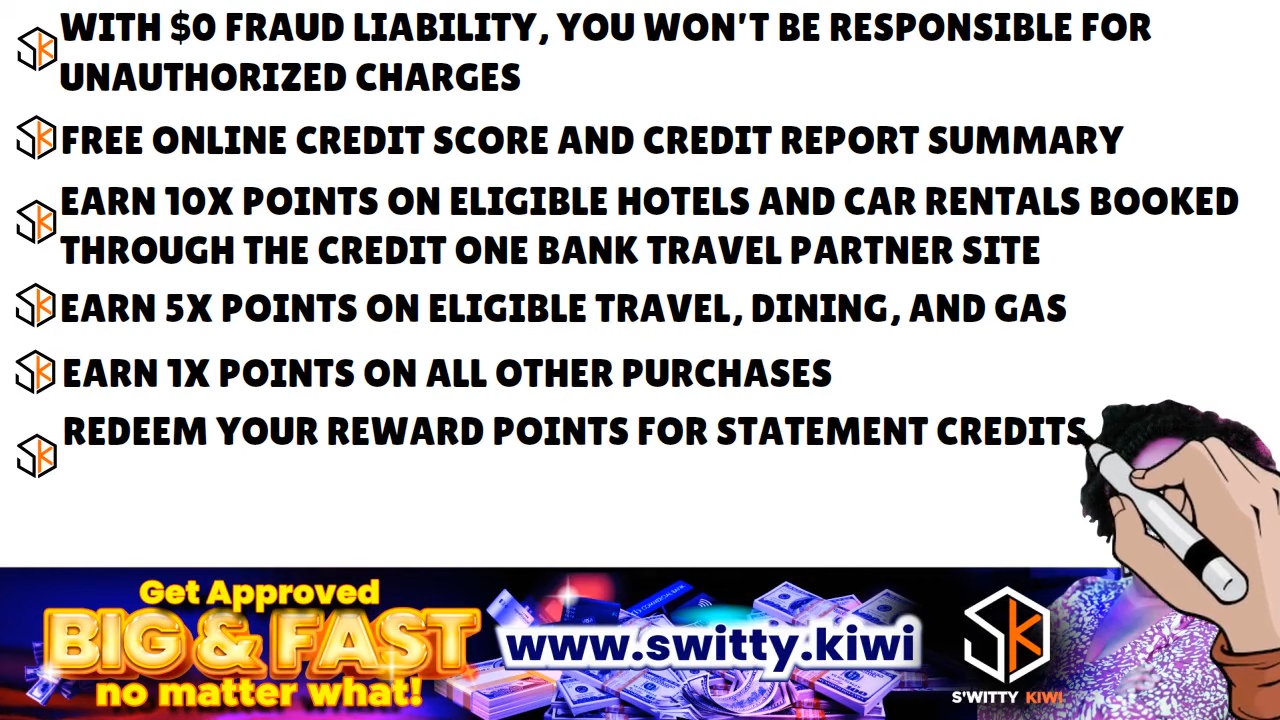 WITH $0 FRAUD LIABILITY, YOU WON'T BE RESPONSIBLE FOR
UNAUTHORIZED CHARGES
FREE ONLINE CREDIT SCORE AND CREDIT REPORT SUMMARY
EARN 10X POINTS ON ELIGIBLE HOTELS AND CAR RENTALS BOOKED
THROUGH THE CREDIT ONE BANK TRAVEL PARTNER SITE
EARN 5X POINTS ON ELIGIBLE TRAVEL, DINING, AND GAS
EARN 1X POINTS ON ALL OTHER PURCHASES
REDEEM YOUR REWARD POINTS FOR STATEMENT CREDITS
Get Approved
BIG & FAST
no matter what!
www.switty.kiwi
S'WITTY KIWI